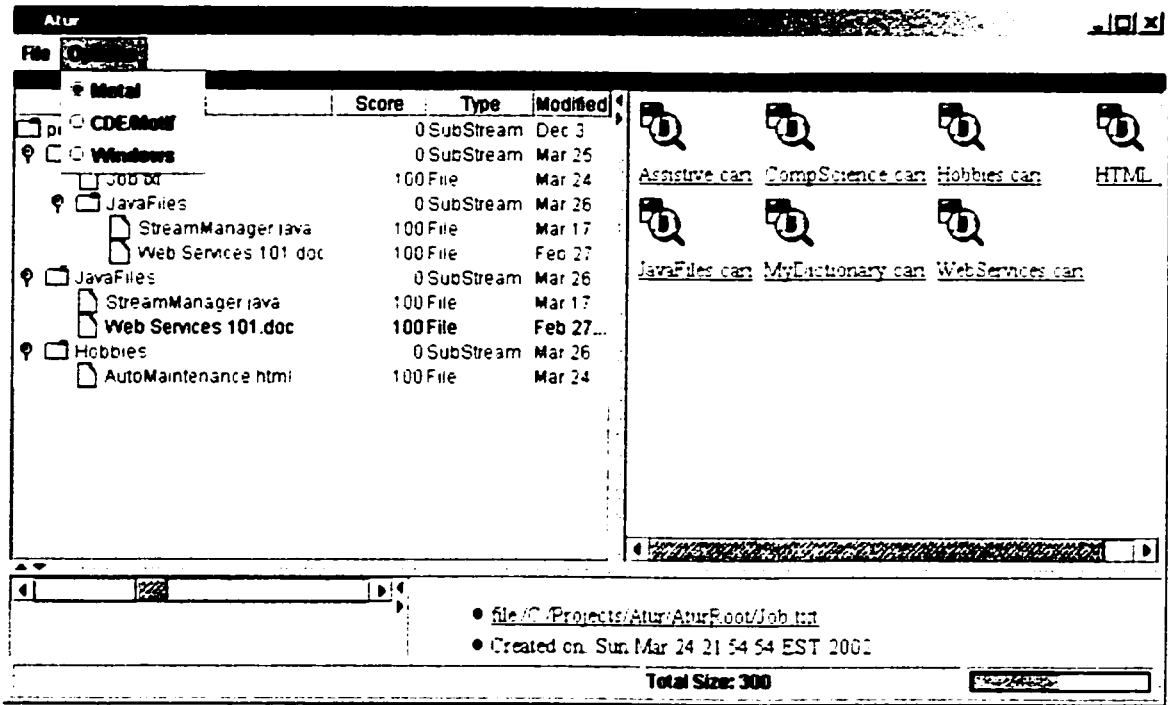 Atur
File
Metal
CDE/Motif
Windows
Score Type Modified
0 SubStream Dec 3
0 SubStream Mar 25
Job.txt 100 File Mar 24
JavaFiles 0 SubStream Mar 26
StreamManager.java 100 File Mar 17
Web Services 101.doc 100 File Feb 27
JavaFiles 0 SubStream Mar 26
StreamManager.java 100 File Mar 17
Web Services 101.doc 100 File Feb 27...
Hobbies 0 SubStream Mar 26
AutoMaintenance.html 100 File Mar 24
Assistive.can CompScience.can Hobbies.can HTML
JavaFiles.can MyDictionary.can WebServices.can
file:/C:/Projects/Atur/AturRoot/Job.txt
Created on: Sun Mar 24 21:54:54 EST 2002
Total Size: 300